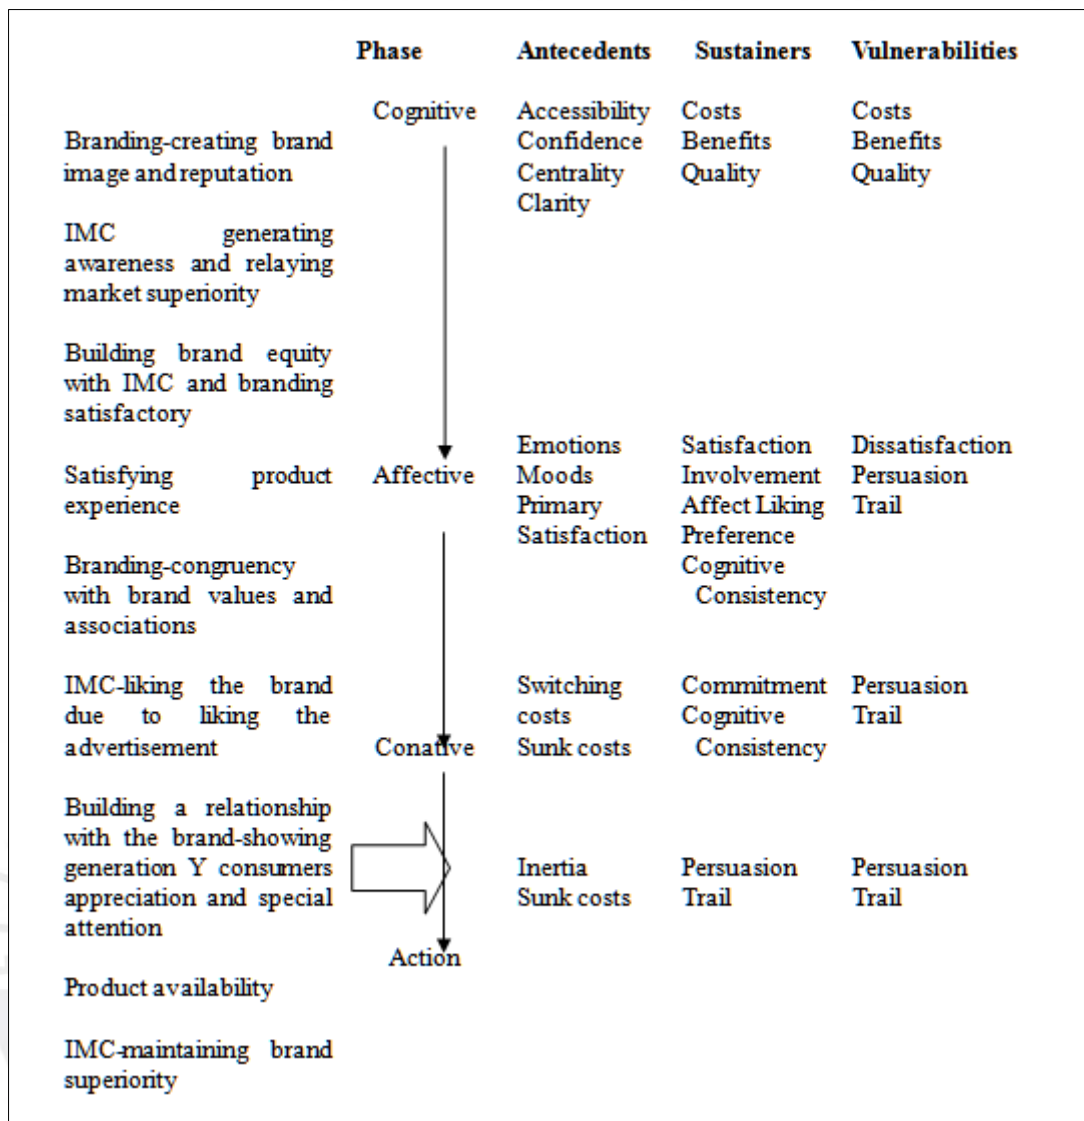 Phase Antecedents Sustainers Vulnerabilities
Cognitive Accessibility Costs Costs
Branding-creating brand Confidence Benefits Benefits
image and reputation Centrality Quality Quality
Clarity
IMC generating
awareness and relaying
market superiority
Building brand equity
with IMC and branding
satisfactory
Emotions Satisfaction Dissatisfaction
Satisfying product Affective Moods Involvement Persuasion
experience Primary Affect Liking Trail
Satisfaction Preference
Branding-congruency Cognitive
with brand values and Consistency
associations
IMC-liking the brand Switching Commitment Persuasion
due to liking the costs Cognitive Trail
advertisement Conative Sunk costs Consistency
Building a relationship
with the brand-showing
generation Y consumers Inertia Persuasion Persuasion
appreciation and special Sunk costs Trail Trail
attention
Action
Product availability
IMC-maintaining brand
superiority